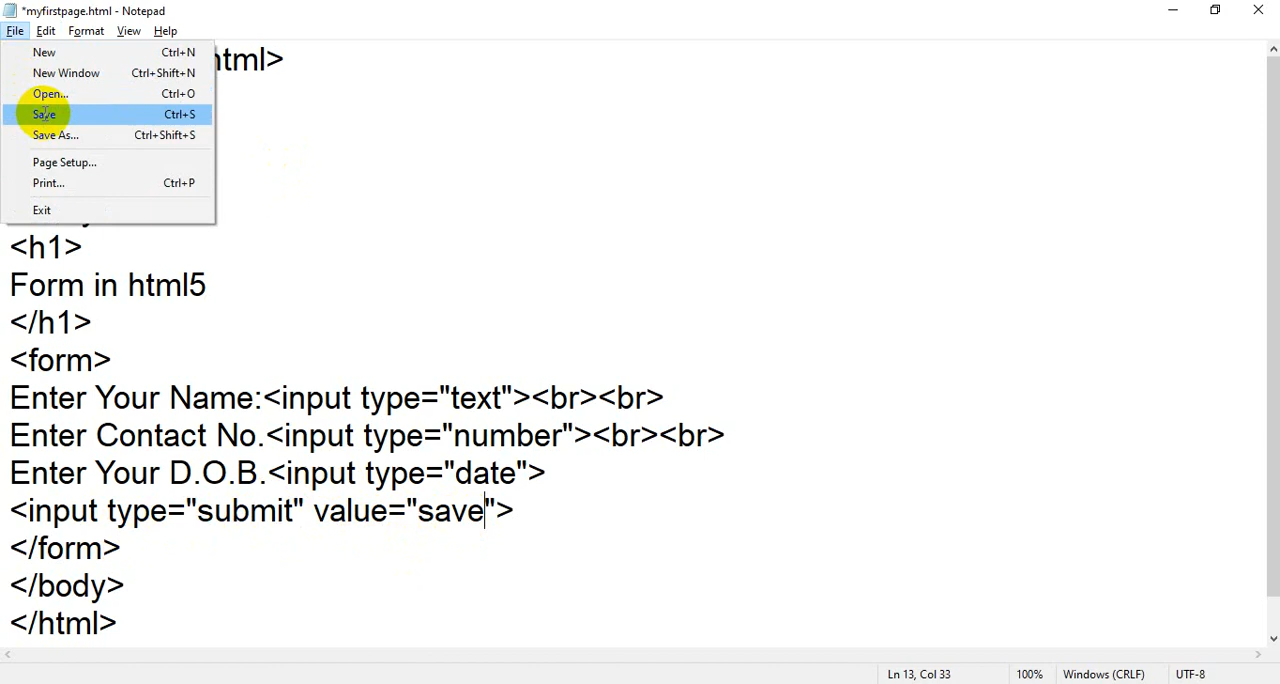 *myfirstpage.html - Notepad
File Edit Format View Help
New Ctrl+N
New Window Ctrl+Shift+N
Open... Ctrl+O
Save Ctrl+S
Save As... Ctrl+Shift+S
Page Setup...
Print... Ctrl+P
Exit
html>
<h1>
Form in html5
</h1>
<form>
Enter Your Name:<input type="text"><br><br>
Enter Contact No.<input type="number"><br><br>
Enter Your D.O.B.<input type="date">
<input type="submit" value="save">
</form>
</body>
</html>
Ln 13, Col 33 100% Windows (CRLF) UTF-8